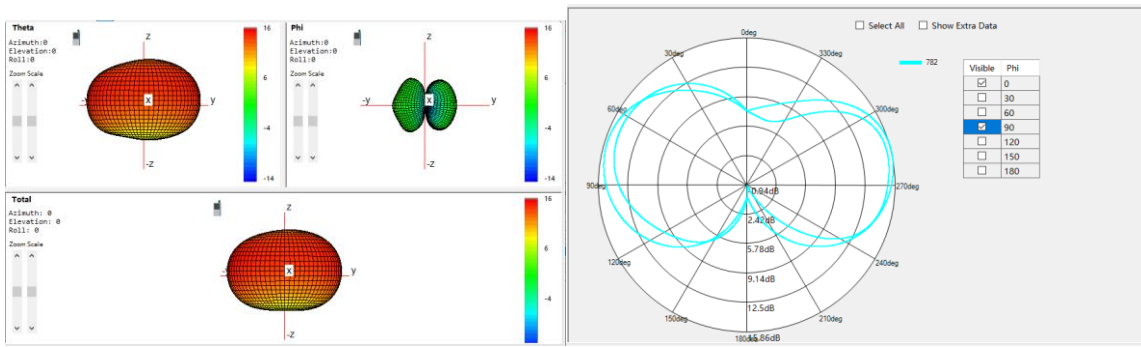 Theta
Azimuth:0
Elevation:0
Roll:0
Zoom Scale
z
-y
x
y
-z
16
6
-4
-14
Phi
Azimuth:0
Elevation:0
Roll:0
Zoom Scale
z
-y
x
y
-z
16
6
-4
-14
Total
Azimuth: 0
Elevation: 0
Roll: 0
Zoom Scale
z
-y
x
y
-z
16
6
-4
Select All
Show Extra Data
0deg
30deg
330deg
60deg
300deg
90deg
270deg
120deg
240deg
150deg
210deg
180deg
-0.94dB
2.42dB
5.78dB
9.14dB
12.5dB
15.86dB
782
Visible Phi
0
30
60
90
120
150
180